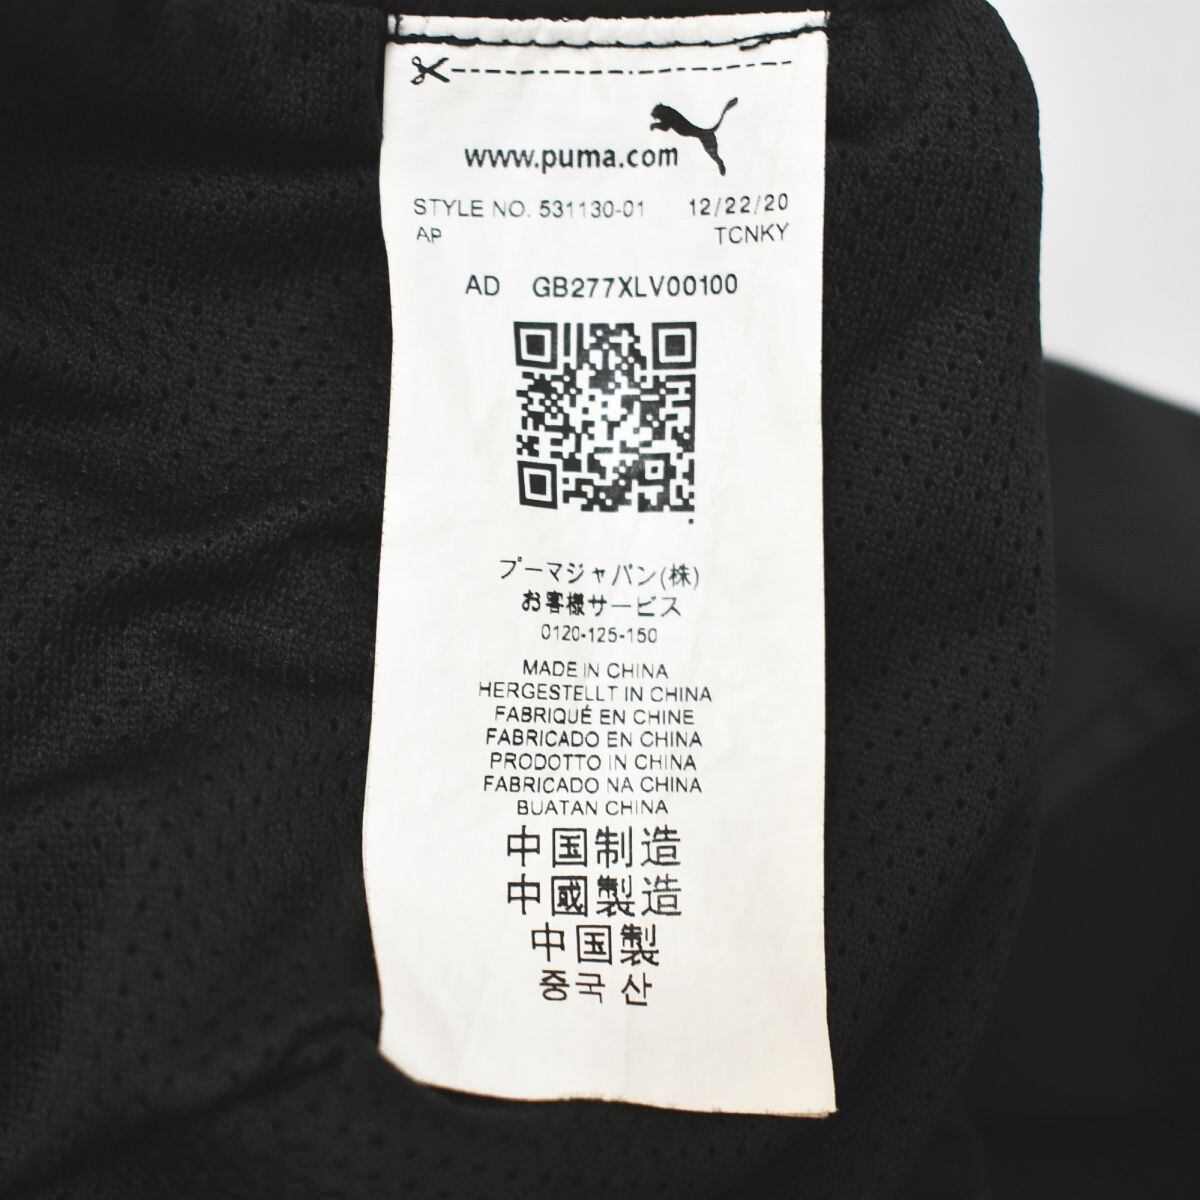 www.puma.com
STYLE NO. 531130-01 12/22/20
AP TCNKY
AD GB277XLV00100
プーマジャパン(株)
お客様サービス
0120-125-150
MADE IN CHINA
HERGESTELLT IN CHINA
FABRIQUÉ EN CHINE
FABRICADO EN CHINA
PRODOTTO IN CHINA
FABRICADO NA CHINA
BUATAN CHINA
中国制造
中國製造
中国製
중국 산